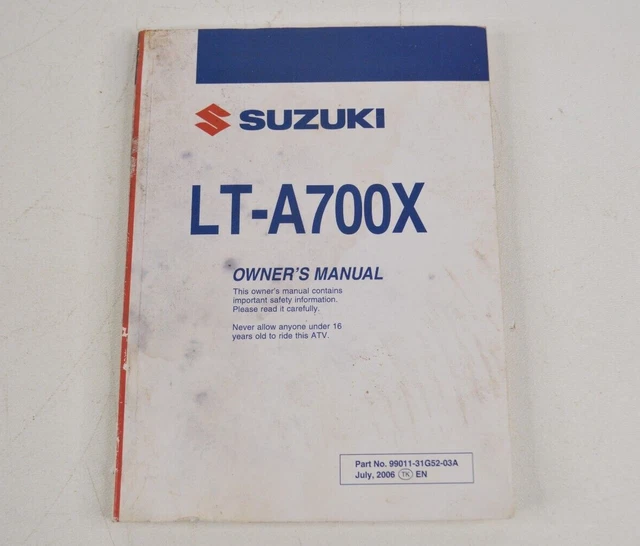 SUZUKI
LT-A700X
OWNER'S MANUAL
This owner's manual contains
important safety information.
Please read it carefully.
Never allow anyone under 16
years old to ride this ATV.
Part No. 99011-31G52-03A
July, 2006 TK EN